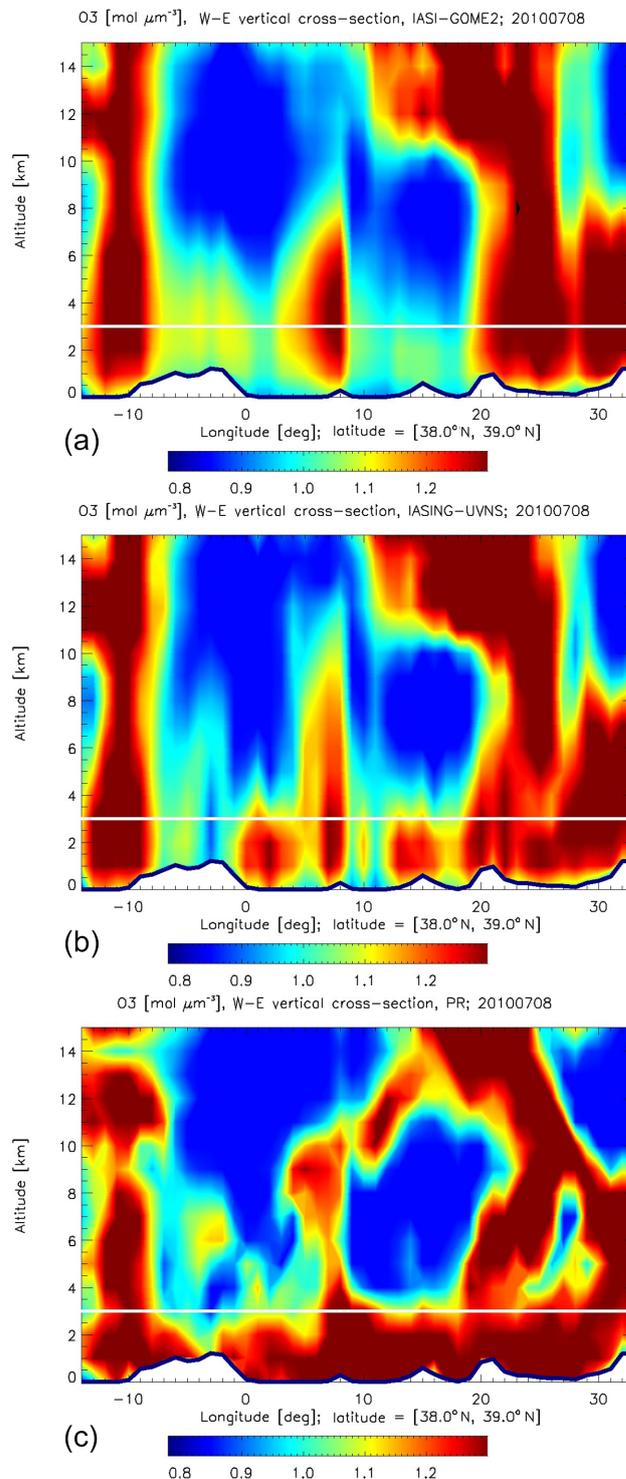 O3 [mol μm⁻³], W-E vertical cross-section, IASI-GOME2; 20100708
14
12
10
8
6
4
2
0
Altitude [km]
-10 0 10 20 30
Longitude [deg]; latitude = [38.0°N, 39.0°N]
(a)
0.8 0.9 1.0 1.1 1.2
O3 [mol μm⁻³], W-E vertical cross-section, IASING-UVNS; 20100708
14
12
10
8
6
4
2
0
Altitude [km]
-10 0 10 20 30
Longitude [deg]; latitude = [38.0°N, 39.0°N]
(b)
0.8 0.9 1.0 1.1 1.2
O3 [mol μm⁻³], W-E vertical cross-section, PR; 20100708
14
12
10
8
6
4
2
0
Altitude [km]
-10 0 10 20 30
Longitude [deg]; latitude = [38.0°N, 39.0°N]
(c)
0.8 0.9 1.0 1.1 1.2